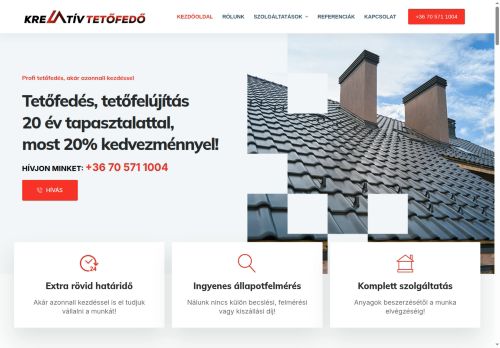 KREATÍV TETŐFEDŐ
KEZDŐOLDAL RÓLUNK SZOLGÁLTATÁSOK REFERENCIÁK KAPCSOLAT +36 70 571 1004
Profi tetőfedés, akár azonnali kezdéssel
Tetőfedés, tetőfelújítás
20 év tapasztalattal,
most 20% kedvezménnyel!
HÍVJON MINKET: +36 70 571 1004
HÍVÁS
24
Extra rövid határidő
Akár azonnali kezdéssel is el tudjuk
vállalni a munkát!
Ingyenes állapotfelmérés
Nálunk nincs külön becslési, felmérési
vagy kiszállási díj!
Komplett szolgáltatás
Anyagok beszerzésétől a munka
elvégzéséig!